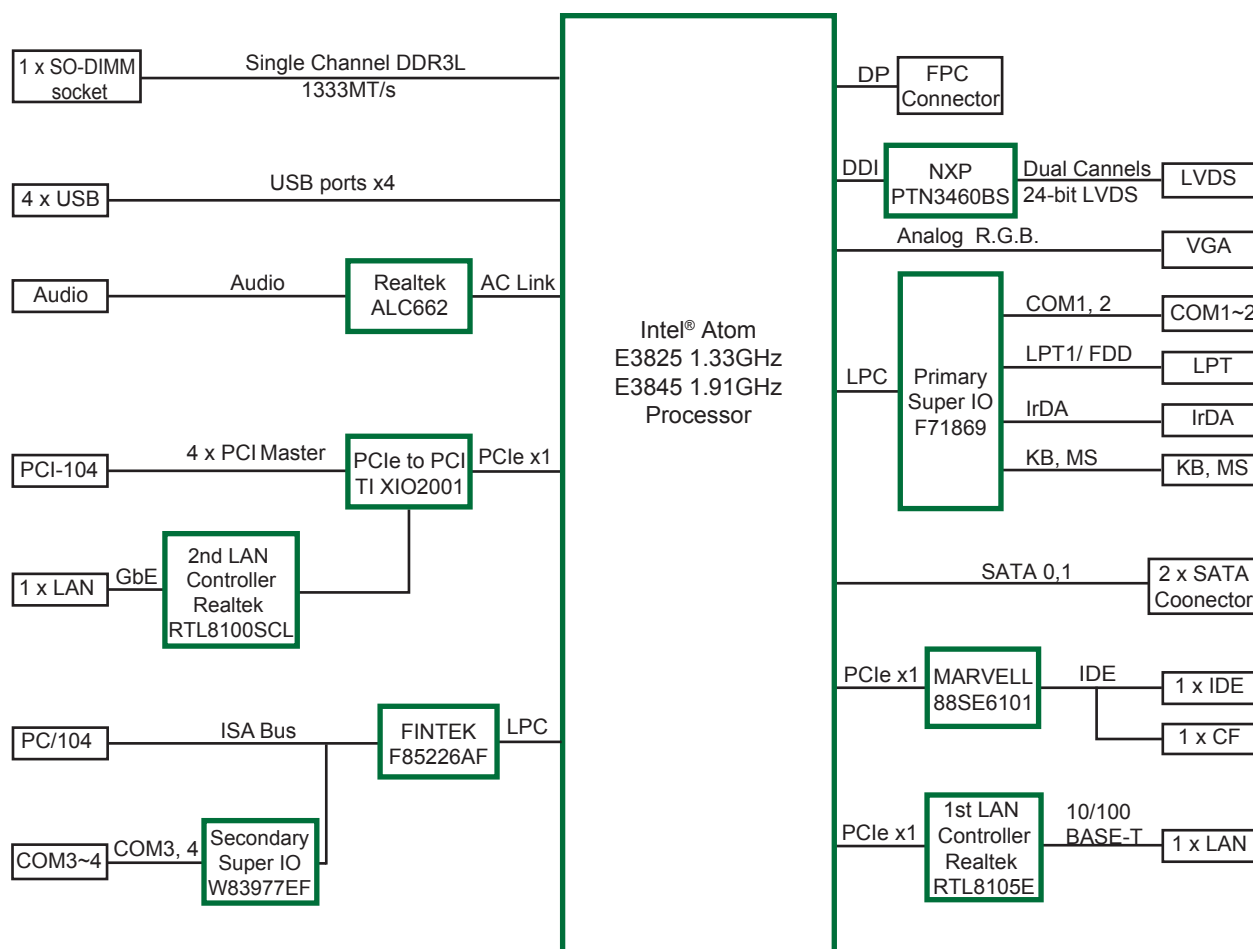 1 x SO-DIMM
socket
Single Channel DDR3L
1333MT/s
4 x USB
USB ports x4
Audio
Audio
Realtek
ALC662
AC Link
PCI-104
4 x PCI Master
PCIe to PCI
TI XIO2001
PCIe x1
1 x LAN
GbE
2nd LAN
Controller
Realtek
RTL8100SCL
PC/104
ISA Bus
FINTEK
F85226AF
LPC
COM3~4
COM3, 4
Secondary
Super IO
W83977EF
Intel® Atom
E3825 1.33GHz
E3845 1.91GHz
Processor
DP
FPC
Connector
DDI
NXP
PTN3460BS
Dual Cannels
24-bit LVDS
LVDS
Analog R.G.B.
VGA
LPC
Primary
Super IO
F71869
COM1, 2
COM1~2
LPT1/ FDD
LPT
IrDA
IrDA
KB, MS
KB, MS
SATA 0,1
2 x SATA
Coonector
PCIe x1
MARVELL
88SE6101
IDE
1 x IDE
1 x CF
PCIe x1
1st LAN
Controller
Realtek
RTL8105E
10/100
BASE-T
1 x LAN